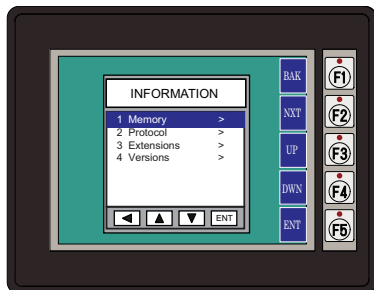 INFORMATION
1 Memory >
2 Protocol >
3 Extensions >
4 Versions >
ENT
BAK
NXT
UP
DWN
ENT
F1
F2
F3
F4
F5